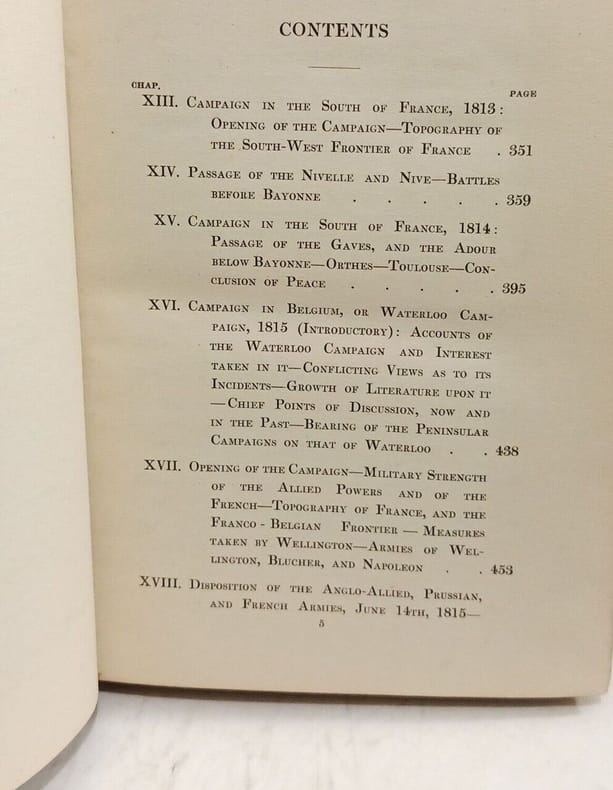 CONTENTS
CHAP.
PAGE
XIII. Campaign in the South of France, 1813:
Opening of the Campaign—Topography of
the South-West Frontier of France . 351
XIV. Passage of the Nivelle and Nive—Battles
before Bayonne . . . . . 359
XV. Campaign in the South of France, 1814:
Passage of the Gaves, and the Adour
below Bayonne—Orthes—Toulouse—Con-
clusion of Peace . . . . . 395
XVI. Campaign in Belgium, or Waterloo Cam-
paign, 1815 (Introductory): Accounts of
the Waterloo Campaign and Interest
taken in it—Conflicting Views as to its
Incidents—Growth of Literature upon it
—Chief Points of Discussion, now and
in the Past—Bearing of the Peninsular
Campaigns on that of Waterloo . . 438
XVII. Opening of the Campaign—Military Strength
of the Allied Powers and of the
French—Topography of France, and the
Franco-Belgian Frontier—Measures
taken by Wellington—Armies of Wel-
lington, Blucher, and Napoleon . . 453
XVIII. Disposition of the Anglo-Allied, Prussian,
and French Armies, June 14th, 1815—
5